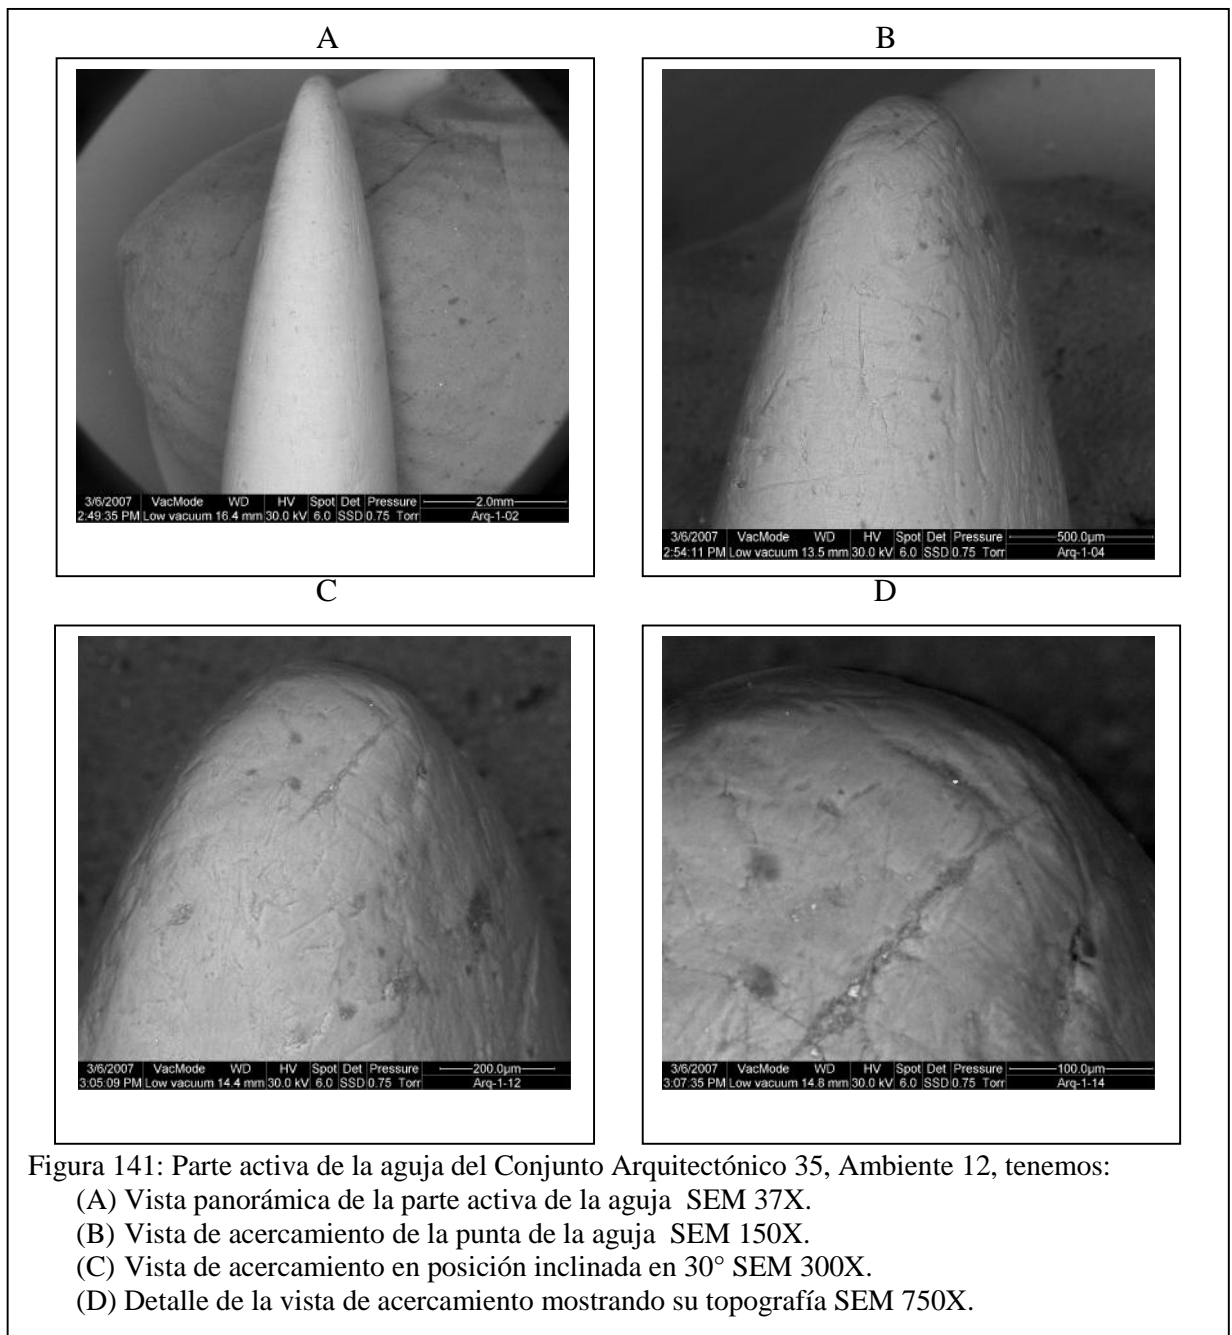 A
B
3/6/2007 VacMode WD HV Spot Det Pressure 2.0mm
2:49:35 PM Low vacuum 16.4 mm 30.0 kV 6.0 SSD 0.75 Torr Arq-1-02
3/6/2007 VacMode WD HV Spot Det Pressure 500.0µm
2:54:11 PM Low vacuum 13.5 mm 30.0 kV 6.0 SSD 0.75 Torr Arq-1-04
C
D
3/6/2007 VacMode WD HV Spot Det Pressure 200.0µm
3:05:09 PM Low vacuum 14.4 mm 30.0 kV 6.0 SSD 0.75 Torr Arq-1-12
3/6/2007 VacMode WD HV Spot Det Pressure 100.0µm
3:07:35 PM Low vacuum 14.8 mm 30.0 kV 6.0 SSD 0.75 Torr Arq-1-14
Figura 141: Parte activa de la aguja del Conjunto Arquitectónico 35, Ambiente 12, tenemos:
(A) Vista panorámica de la parte activa de la aguja SEM 37X.
(B) Vista de acercamiento de la punta de la aguja SEM 150X.
(C) Vista de acercamiento en posición inclinada en 30° SEM 300X.
(D) Detalle de la vista de acercamiento mostrando su topografía SEM 750X.